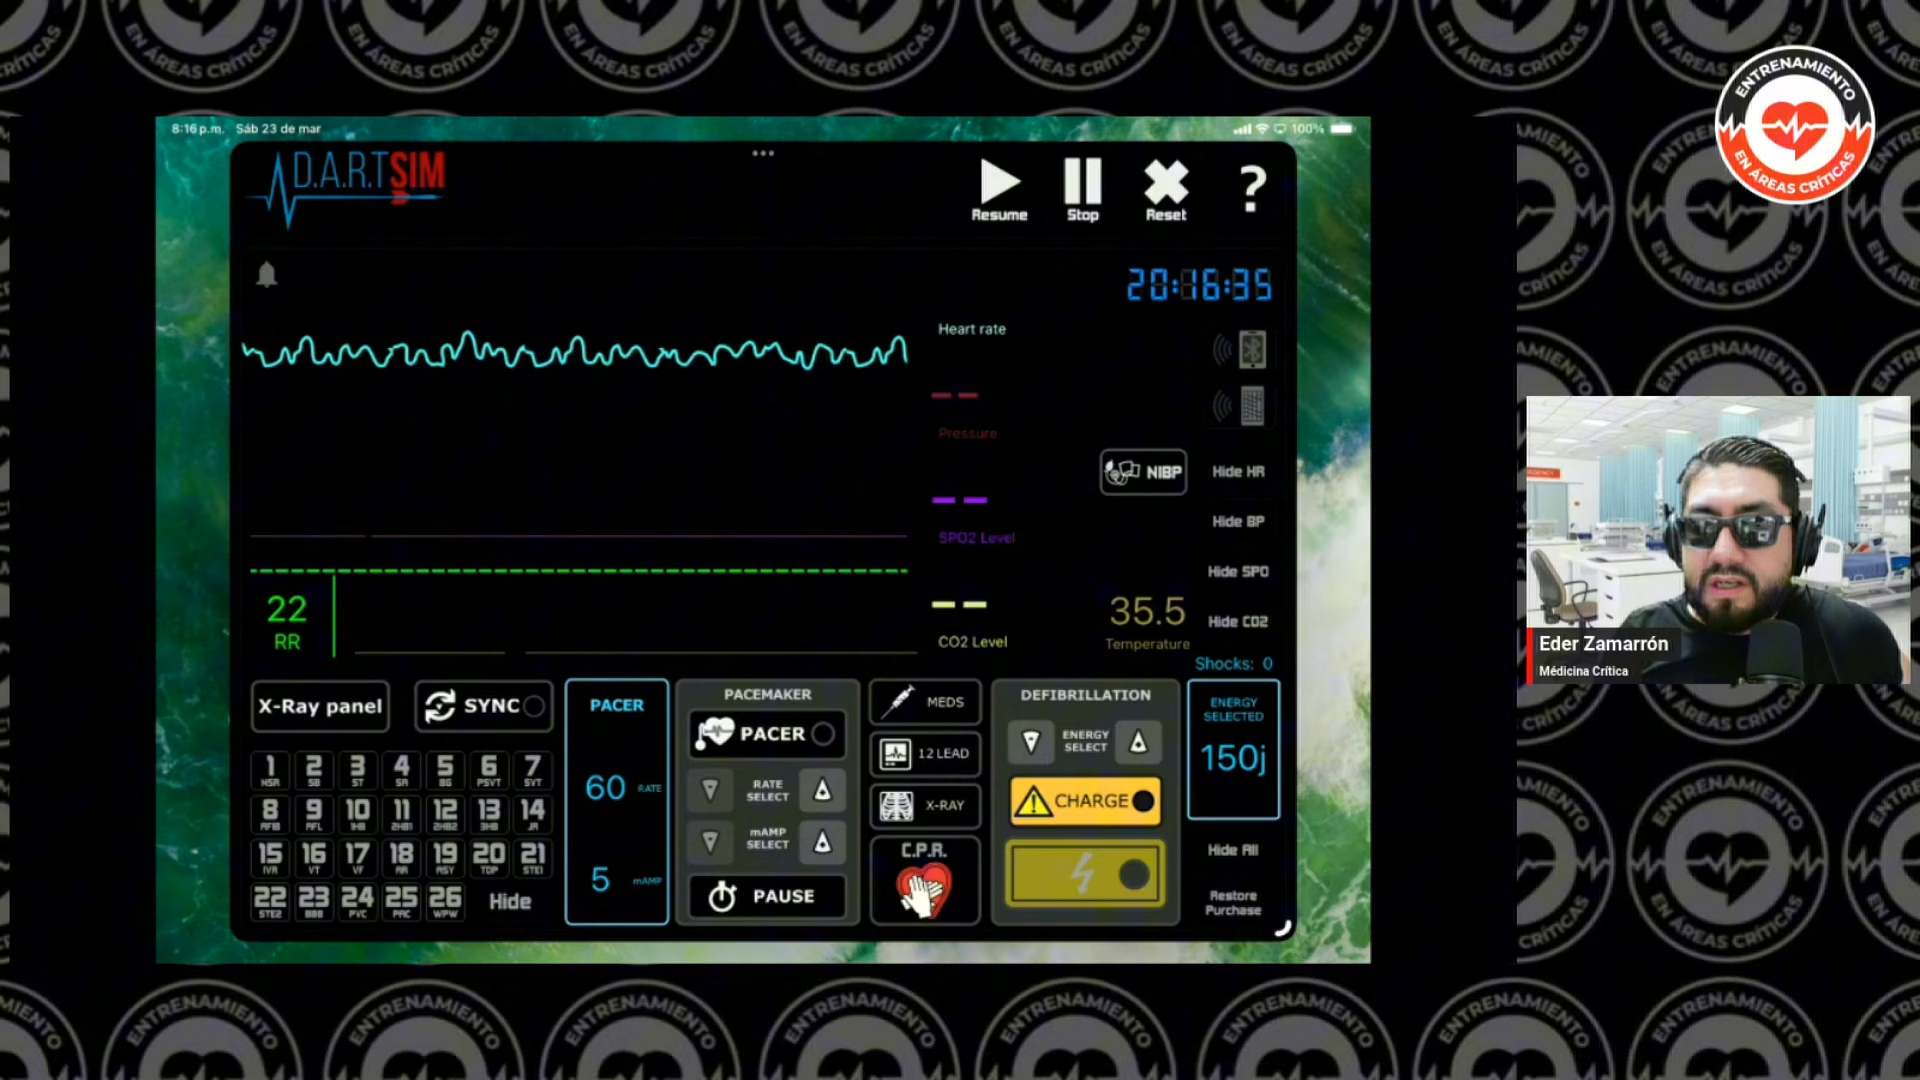 ENTRENAMIENTO
EN ÁREAS CRÍTICAS
8:16 p.m. Sáb 23 de mar
100%
D.A.R.T SIM
Resume
Stop
Reset
?
20:16:35
Heart rate
Pressure
NIBP
Hide HR
Hide BP
SPO2 Level
Hide SPO
22
RR
35.5
CO2 Level
Temperature
Hide CO2
Shocks: 0
X-Ray panel
SYNC
PACER
60 RATE
5 mAMP
PACEMAKER
PACER
RATE SELECT
mAMP SELECT
PAUSE
MEDS
12 LEAD
X-RAY
C.P.R.
DEFIBRILLATION
ENERGY SELECT
CHARGE
ENERGY SELECTED
150j
Hide All
Restore Purchase
1 NSR 2 SB 3 ST 4 SA 5 BG 6 PSVT 7 SVT
8 AFIB 9 AFL 10 1HB 11 2HB1 12 2HB2 13 3HB 14 JR
15 IVR 16 VT 17 VF 18 AR 19 ASY 20 TDP 21 STE1
22 STE2 23 BBB 24 PVC 25 PAC 26 WPW Hide
Eder Zamarrón
Médicina Crítica